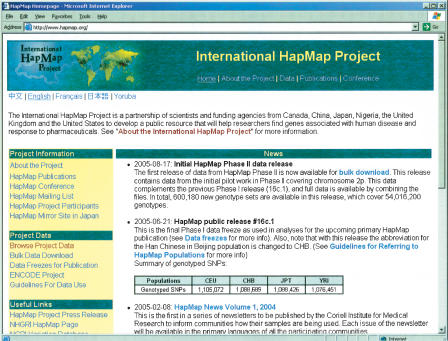 HapMap Homepage - Microsoft Internet Explorer
File Edit View Favorites Tools Help
Address http://www.hapmap.org/ Go
International
HapMap
Project
International HapMap Project
Home | About the Project | Data | Publications | Conference
中文 | English | Français | 日本語 | Yoruba
The International HapMap Project is a partnership of scientists and funding agencies from Canada, China, Japan, Nigeria, the United
Kingdom and the United States to develop a public resource that will help researchers find genes associated with human disease and
response to pharmaceuticals. See "About the International HapMap Project" for more information.
Project Information
About the Project
HapMap Publications
HapMap Conference
HapMap Mailing List
HapMap Project Participants
HapMap Mirror Site in Japan
Project Data
Browse Project Data
Bulk Data Download
Data Freezes for Publication
ENCODE Project
Guidelines For Data Use
Useful Links
HapMap Project Press Release
NHGRI HapMap Page
News
2005-08-17: Initial HapMap Phase II data release
The first release of data from HapMap Phase II is now available for bulk download. This release
contains data from the initial pilot work in Phase II covering chromosome 2p. This data
complements the previous Phase I release (16c.1), and full data is available by combining the
files. In total, 600,180 new genotype sets are available in this release, which cover 54,016,200
genotypes.
2005-06-21: HapMap public release #16c.1
This is the final Phase I data freeze as used in analyses for the upcoming primary HapMap
publication (see Data freezes for more info). Also, note that with this release the abbreviation for
the Han Chinese in Beijing population is changed to CHB. (See Guidelines for Referring to
HapMap Populations for more info)
Summary of genotyped SNPs:
Populations CEU CHB JPT YRI
Genotyped SNPs 1,105,072 1,088,689 1,088,426 1,076,451
2005-02-08: HapMap News Volume 1, 2004
This is the first in a series of newsletters to be published by the Coriell Institute for Medical
Research to inform communities how their samples are being used. Each issue of the newsletter
will be available in the primary languages of all the participating communities.
Internet